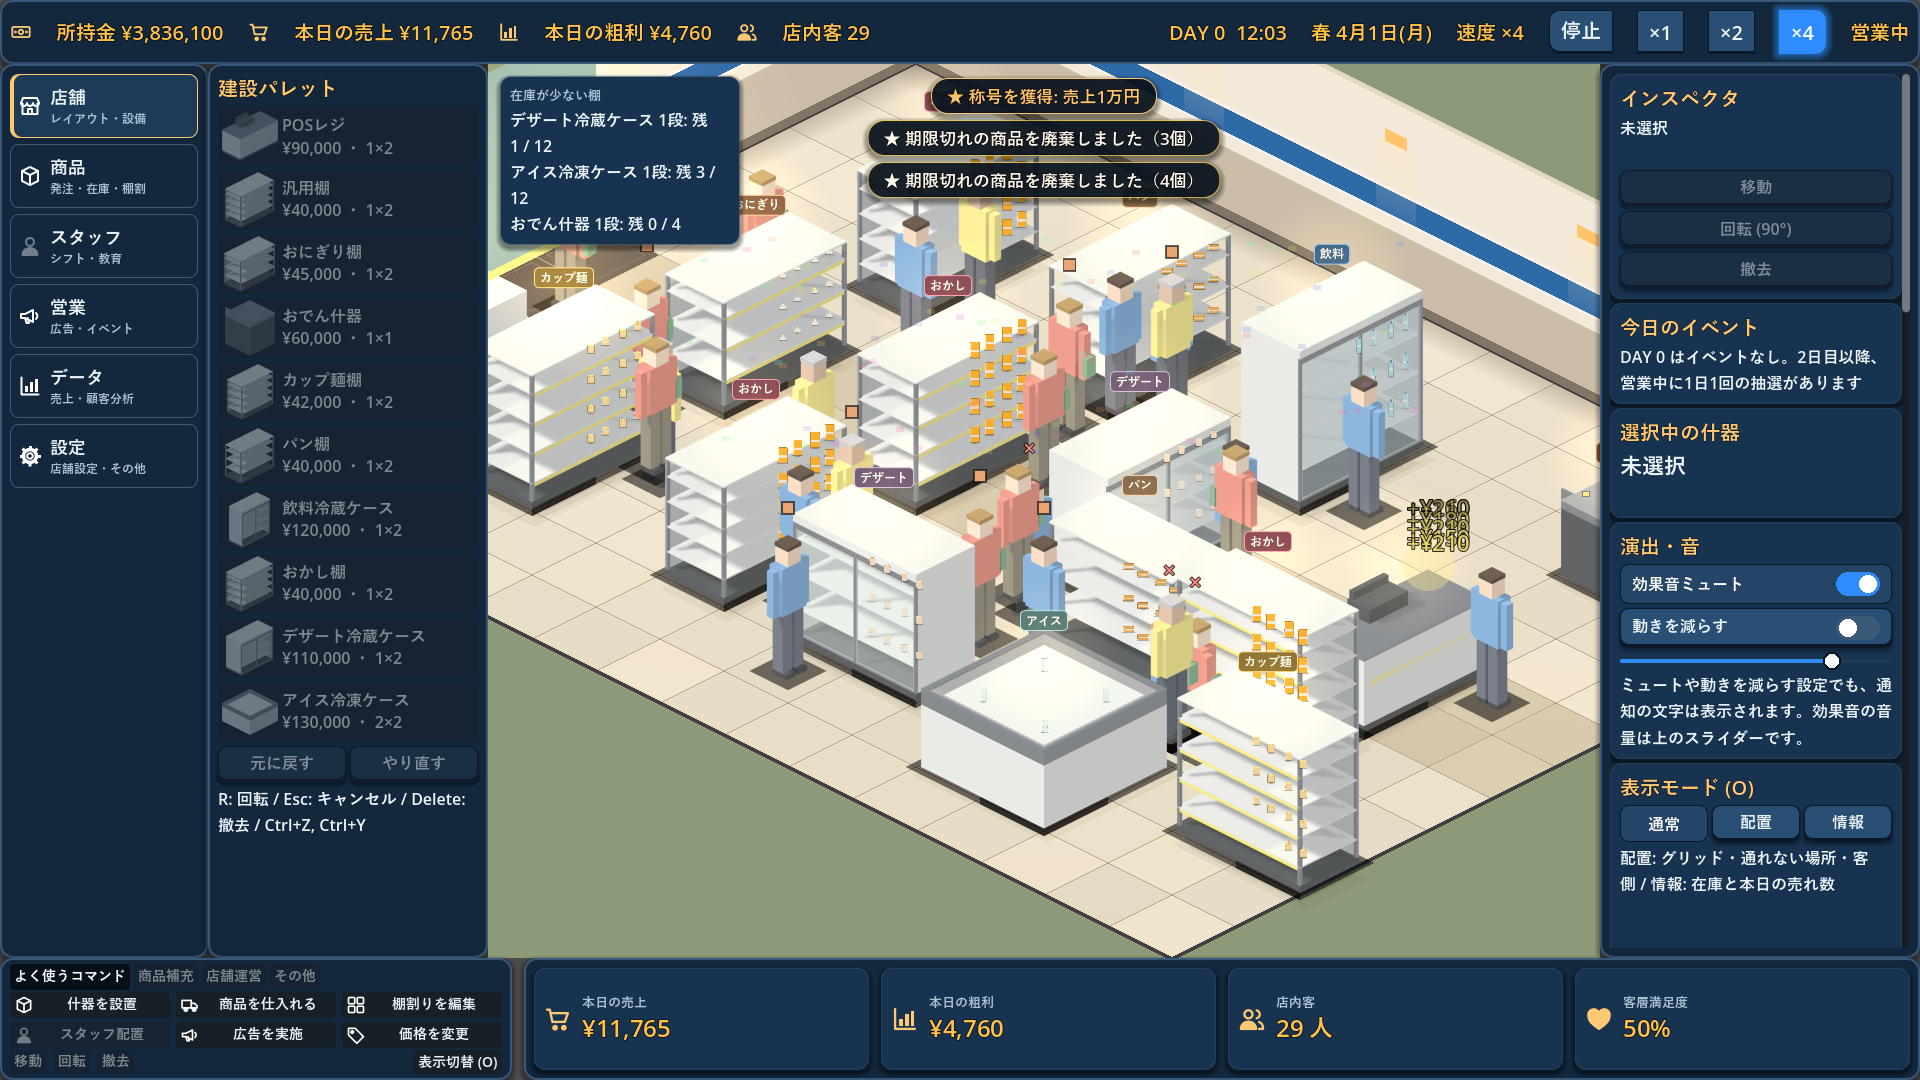 所持金 ¥3,836,100
本日の売上 ¥11,765
本日の粗利 ¥4,760
店内客 29
DAY 0 12:03
春 4月1日(月)
速度 ×4
停止
×1
×2
×4
営業中
店舗
レイアウト・設備
商品
発注・在庫・棚割
スタッフ
シフト・教育
営業
広告・イベント
データ
売上・顧客分析
設定
店舗設定・その他
建設パレット
POSレジ
¥90,000 ・ 1×2
汎用棚
¥40,000 ・ 1×2
おにぎり棚
¥45,000 ・ 1×2
おでん什器
¥60,000 ・ 1×1
カップ麺棚
¥42,000 ・ 1×2
パン棚
¥40,000 ・ 1×2
飲料冷蔵ケース
¥120,000 ・ 1×2
おかし棚
¥40,000 ・ 1×2
デザート冷蔵ケース
¥110,000 ・ 1×2
アイス冷凍ケース
¥130,000 ・ 2×2
元に戻す
やり直す
R: 回転 / Esc: キャンセル / Delete:
撤去 / Ctrl+Z, Ctrl+Y
在庫が少ない棚
デザート冷蔵ケース 1段: 残
1 / 12
アイス冷凍ケース 1段: 残 3 /
12
おでん什器 1段: 残 0 / 4
★ 称号を獲得: 売上1万円
★ 期限切れの商品を廃棄しました（3個）
★ 期限切れの商品を廃棄しました（4個）
おにぎり
カップ麺
おかし
飲料
おかし
デザート
デザート
パン
おかし
アイス
カップ麺
+¥210
+¥210
+¥210
インスペクタ
未選択
移動
回転 (90°)
撤去
今日のイベント
DAY 0 はイベントなし。2日目以降、
営業中に1日1回の抽選があります
選択中の什器
未選択
演出・音
効果音ミュート
動きを減らす
ミュートや動きを減らす設定でも、通
知の文字は表示されます。効果音の音
量は上のスライダーです。
表示モード (O)
通常
配置
情報
配置: グリッド・通れない場所・客
側 / 情報: 在庫と本日の売れ数
よく使うコマンド
商品補充
店舗運営
その他
什器を設置
商品を仕入れる
棚割りを編集
スタッフ配置
広告を実施
価格を変更
移動
回転
撤去
表示切替 (O)
本日の売上
¥11,765
本日の粗利
¥4,760
店内客
29 人
客層満足度
50%